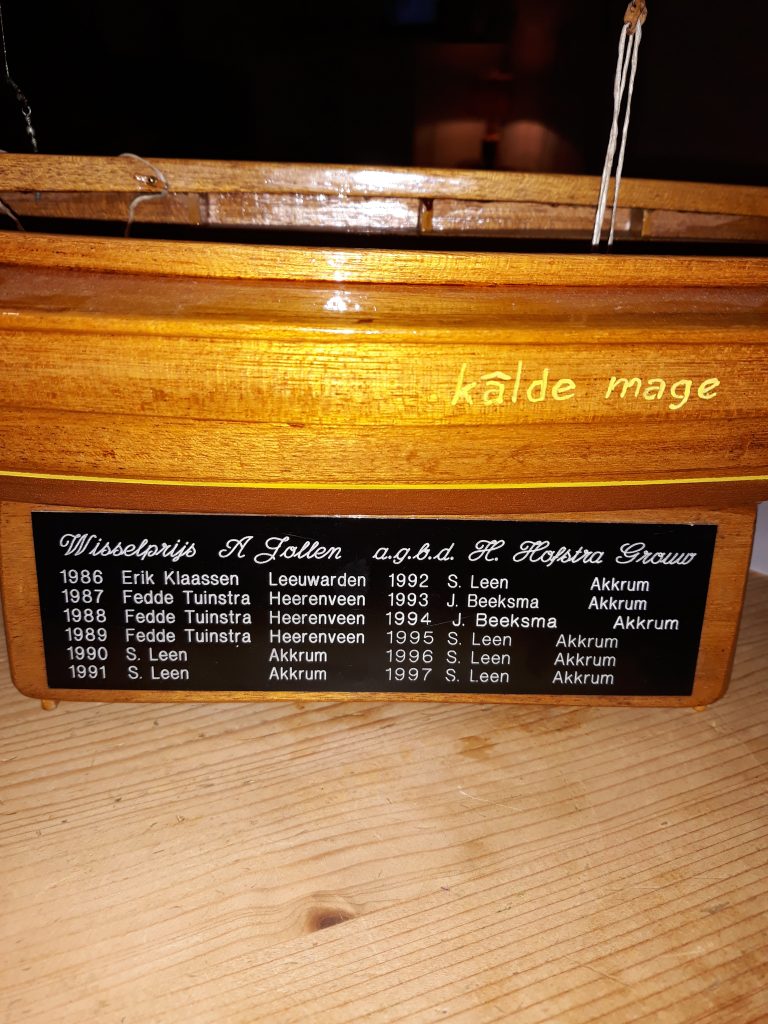 kâlde mage
Wisselprijs A Jollen a.g.b.d. H. Hofstra Grouw
1986 Erik Klaassen Leeuwarden 1992 S. Leen Akkrum
1987 Fedde Tuinstra Heerenveen 1993 J. Beeksma Akkrum
1988 Fedde Tuinstra Heerenveen 1994 J. Beeksma Akkrum
1989 Fedde Tuinstra Heerenveen 1995 S. Leen Akkrum
1990 S. Leen Akkrum 1996 S. Leen Akkrum
1991 S. Leen Akkrum 1997 S. Leen Akkrum